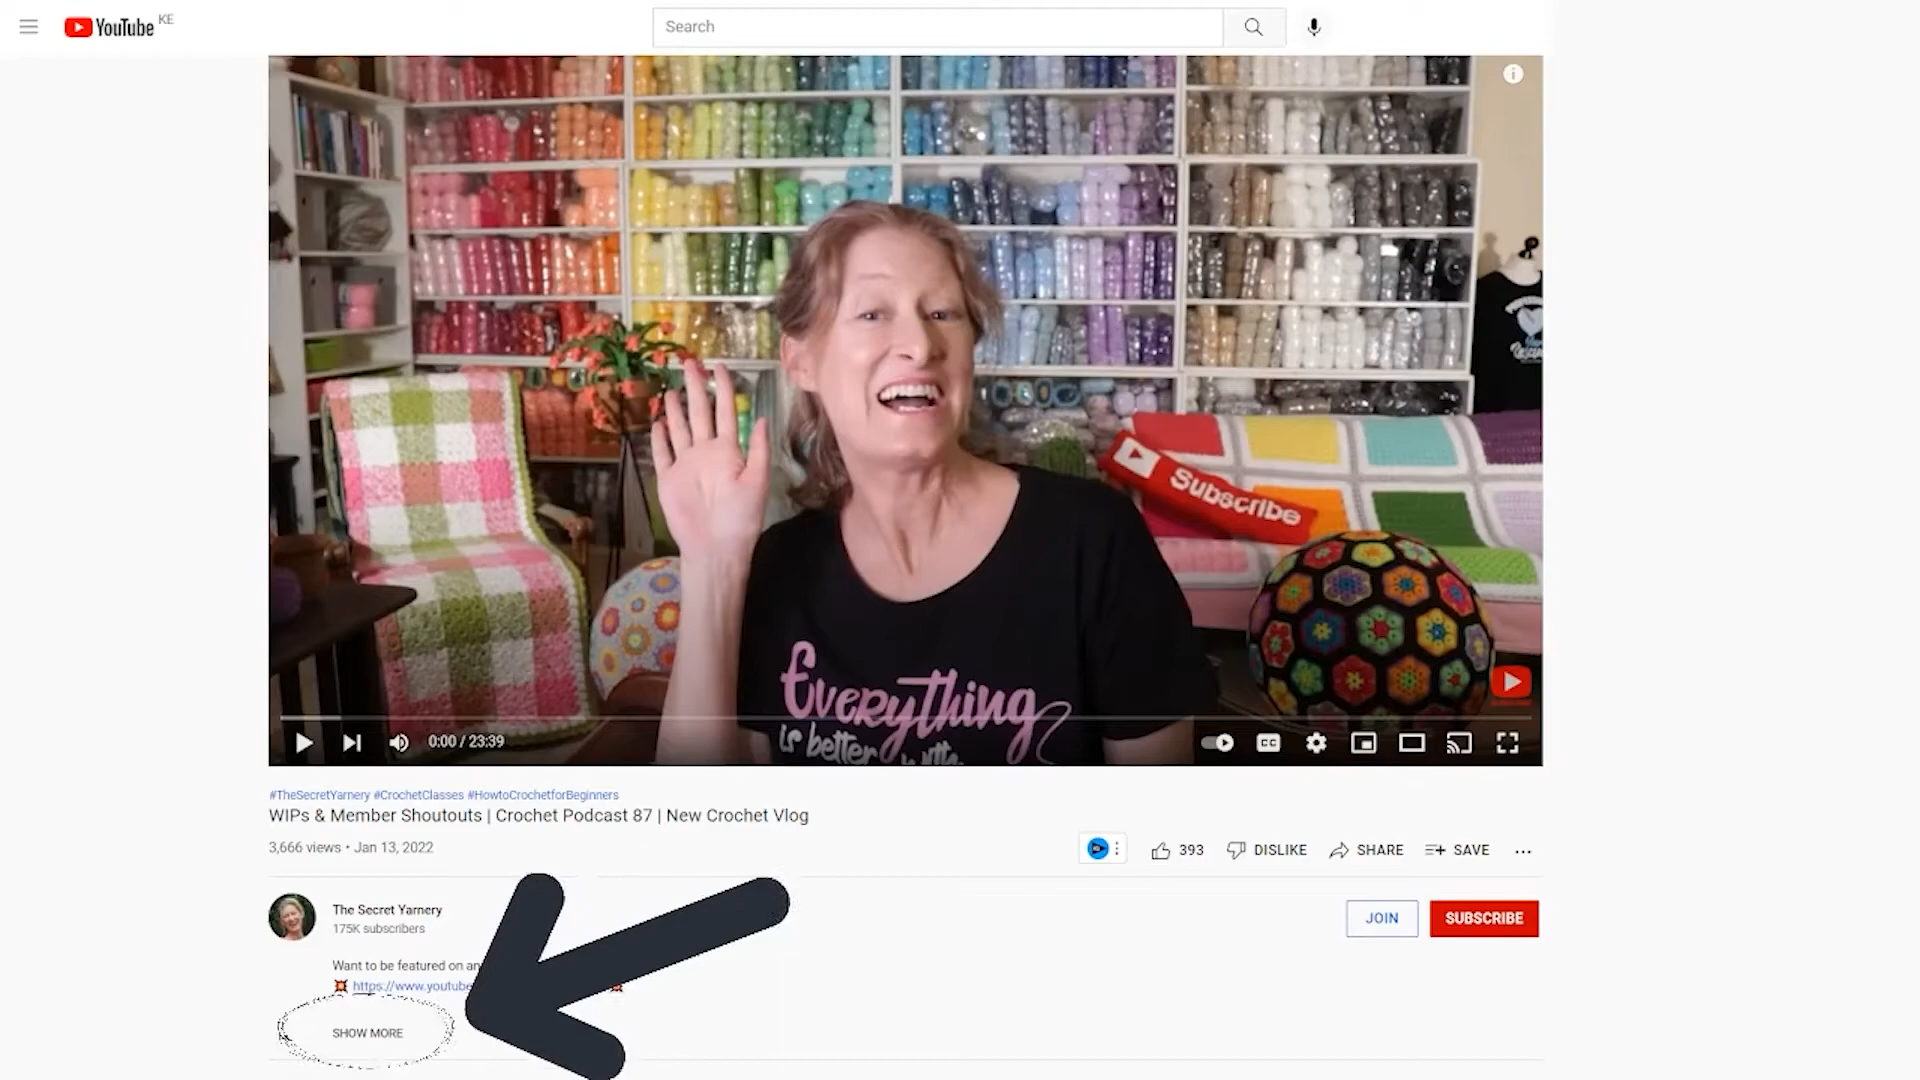 YouTube KE
Search
Subscribe
Everything
is better with
0:00 / 23:39
CC
#TheSecretYarnery #CrochetClasses #HowtoCrochetforBeginners
WIPs & Member Shoutouts | Crochet Podcast 87 | New Crochet Vlog
3,666 views • Jan 13, 2022
393
DISLIKE
SHARE
SAVE
The Secret Yarnery
175K subscribers
JOIN
SUBSCRIBE
Want to be featured on
https://www.youtube
SHOW MORE